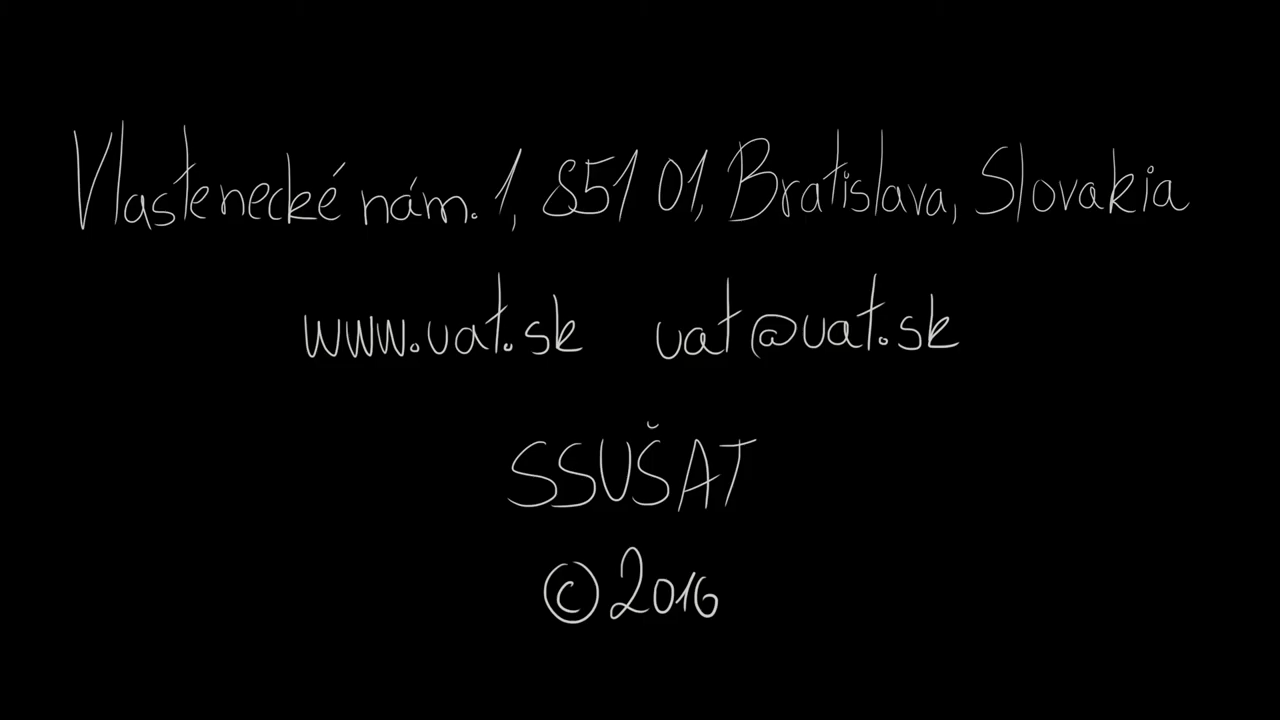 Vlastenecké nám. 1, 851 01, Bratislava, Slovakia
www.uat.sk uat@uat.sk
SSUŠAT
©2016